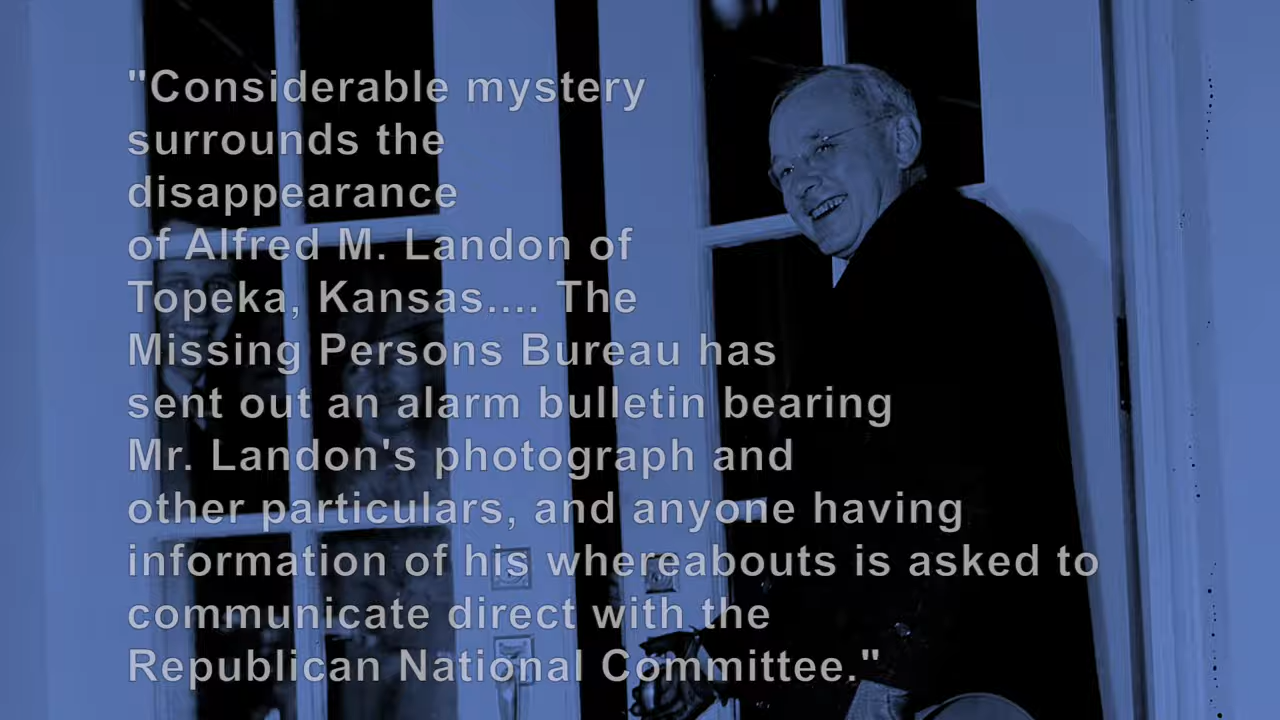 "Considerable mystery
surrounds the
disappearance
of Alfred M. Landon of
Topeka, Kansas.... The
Missing Persons Bureau has
sent out an alarm bulletin bearing
Mr. Landon's photograph and
other particulars, and anyone having
information of his whereabouts is asked to
communicate direct with the
Republican National Committee."